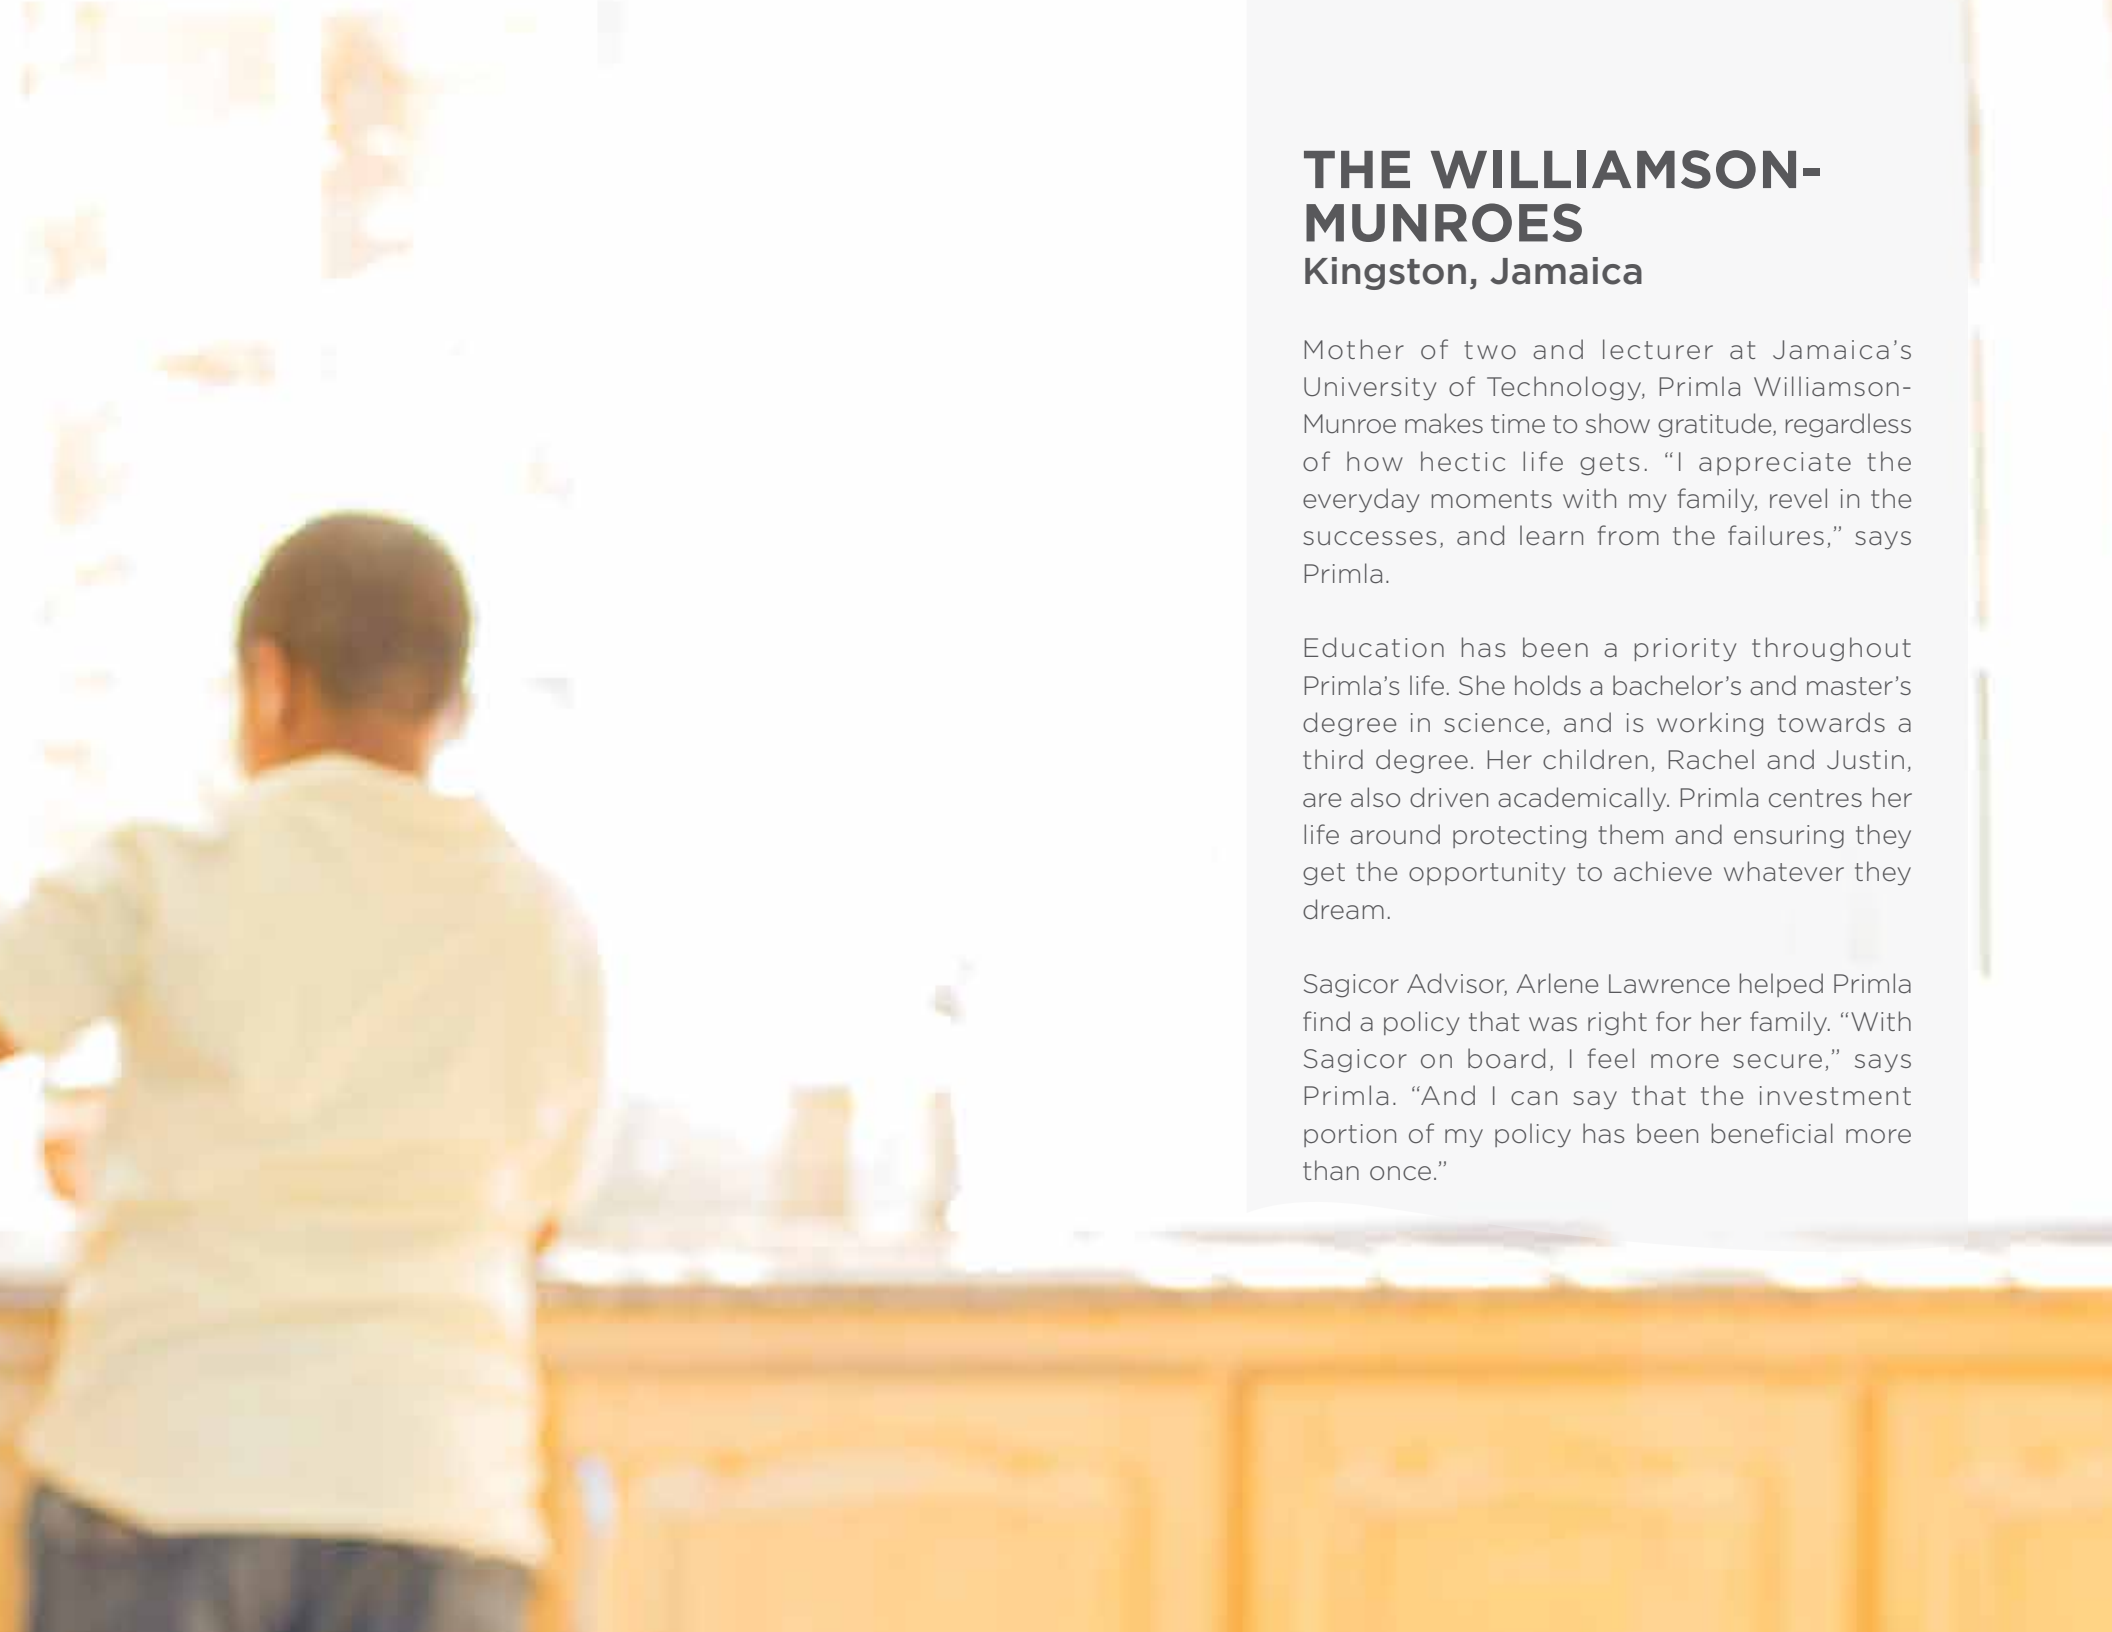 THE WILLIAMSON-
MUNROES
Kingston, Jamaica
Mother of two and lecturer at Jamaica’s
University of Technology, Primla Williamson-
Munroe makes time to show gratitude, regardless
of how hectic life gets. “I appreciate the
everyday moments with my family, revel in the
successes, and learn from the failures,” says
Primla.
Education has been a priority throughout
Primla’s life. She holds a bachelor’s and master’s
degree in science, and is working towards a
third degree. Her children, Rachel and Justin,
are also driven academically. Primla centres her
life around protecting them and ensuring they
get the opportunity to achieve whatever they
dream.
Sagicor Advisor, Arlene Lawrence helped Primla
find a policy that was right for her family. “With
Sagicor on board, I feel more secure,” says
Primla. “And I can say that the investment
portion of my policy has been beneficial more
than once.”